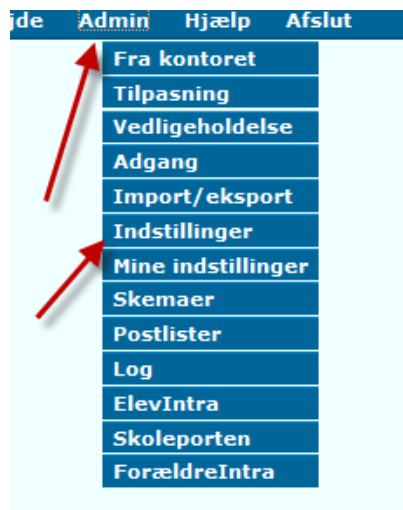 jde Admin Hjælp Afslut
Fra kontoret
Tilpasning
Vedligeholdelse
Adgang
Import/eksport
Indstillinger
Mine indstillinger
Skemaer
Postlister
Log
ElevIntra
Skoleporten
ForældreIntra